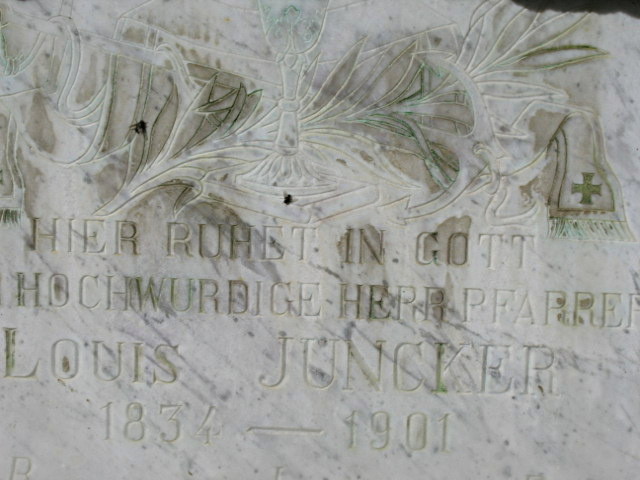 HIER RUHET IN GOTT
HOCHWURDIGE HERR PFARRER
LOUIS JUNCKER
1834 — 1901